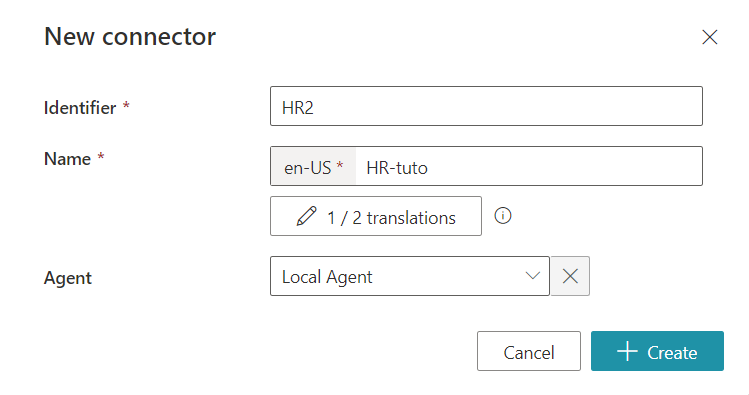 New connector
Identifier *
HR2
Name *
en-US * HR-tuto
1 / 2 translations
Agent
Local Agent
Cancel
Create